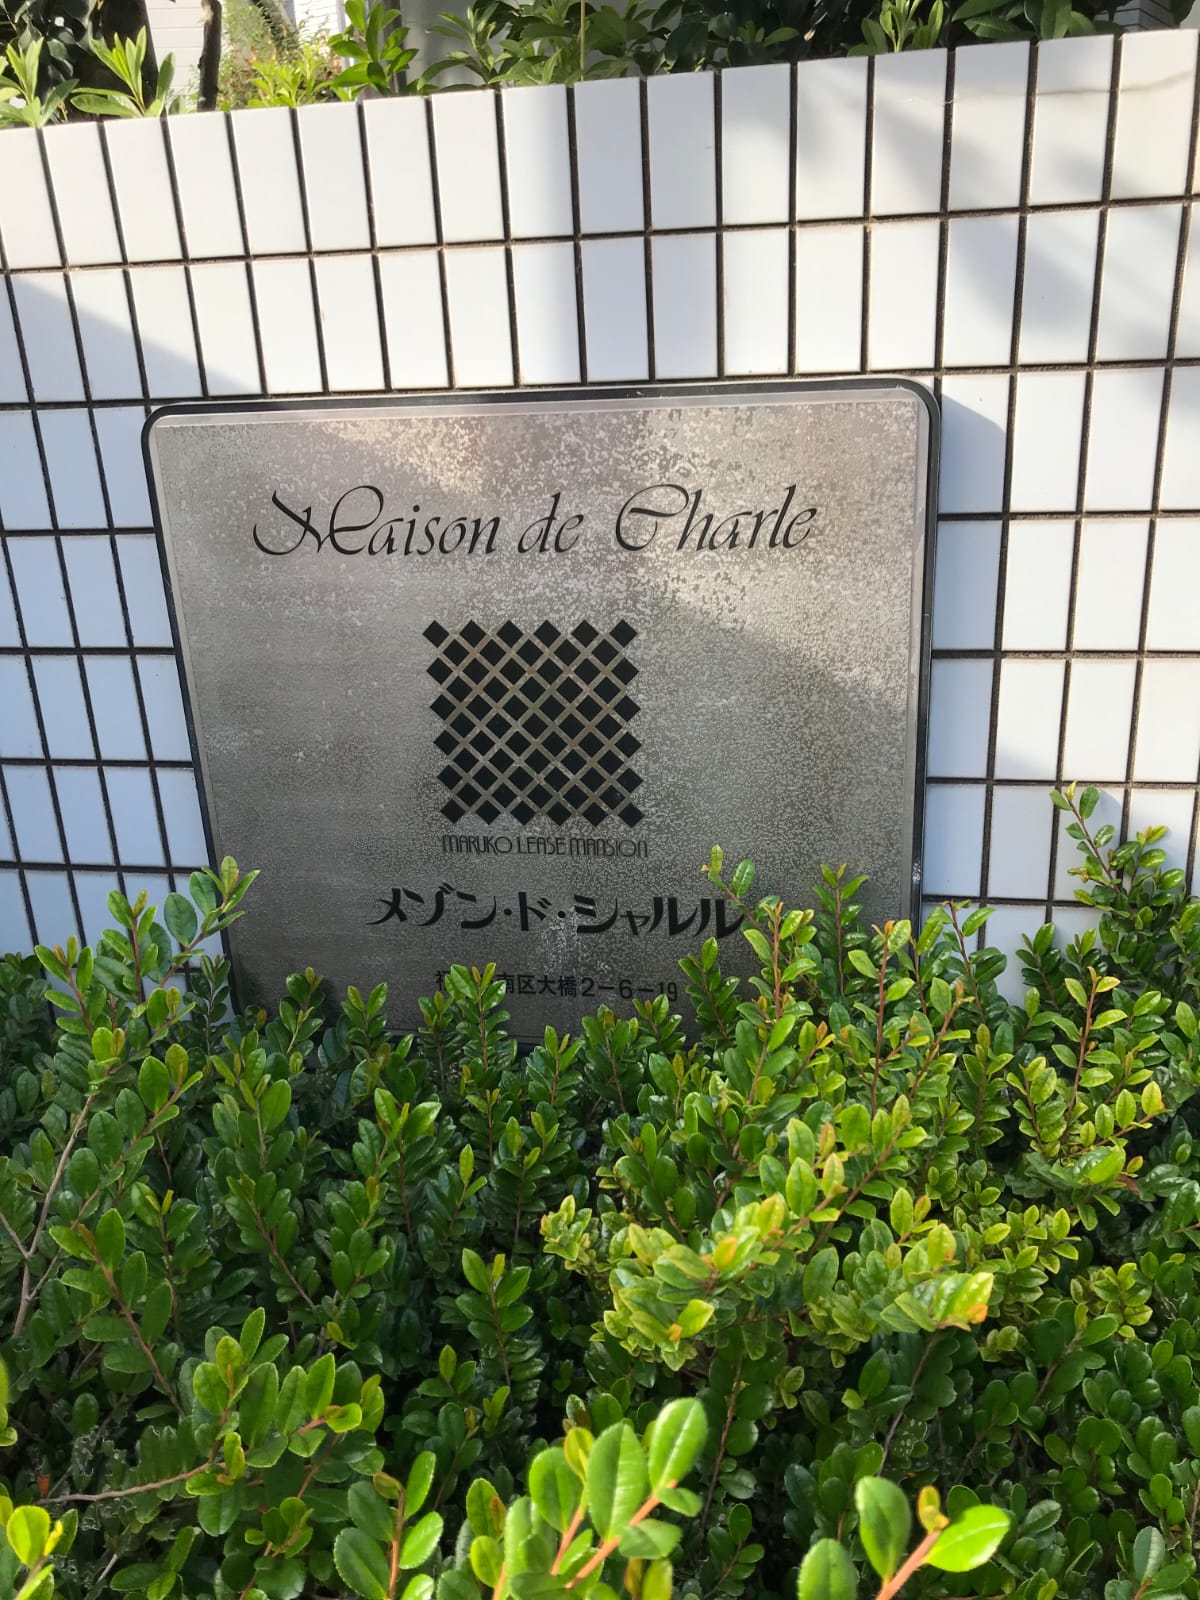 Maison de Charle
MARUKO LEASE MANSION
メゾン・ド・シャルル
南区大橋2-6-19